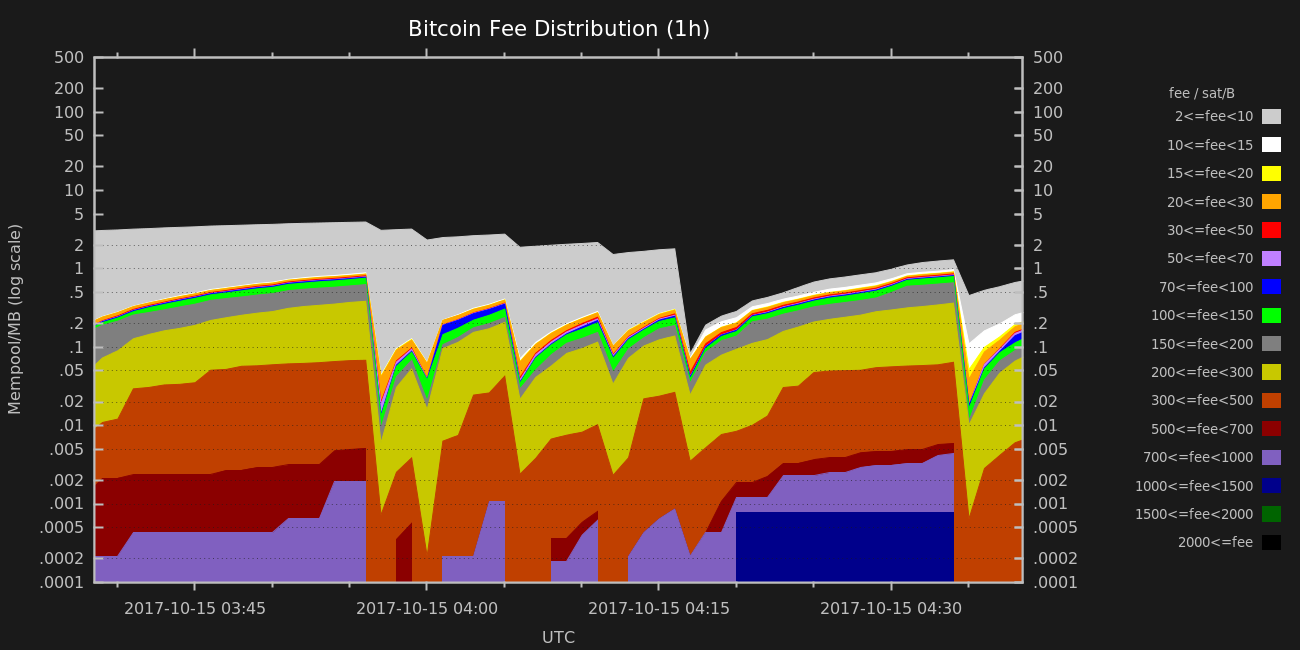 Bitcoin Fee Distribution (1h)
500 500
200 200
100 100
50 50
20 20
10 10
5 5
2 2
1 1
.5 .5
.2 .2
.1 .1
.05 .05
.02 .02
.01 .01
.005 .005
.002 .002
.001 .001
.0005 .0005
.0002 .0002
.0001 .0001
Mempool/MB (log scale)
2017-10-15 03:45 2017-10-15 04:00 2017-10-15 04:15 2017-10-15 04:30
UTC
fee / sat/B
2<=fee<10
10<=fee<15
15<=fee<20
20<=fee<30
30<=fee<50
50<=fee<70
70<=fee<100
100<=fee<150
150<=fee<200
200<=fee<300
300<=fee<500
500<=fee<700
700<=fee<1000
1000<=fee<1500
1500<=fee<2000
2000<=fee